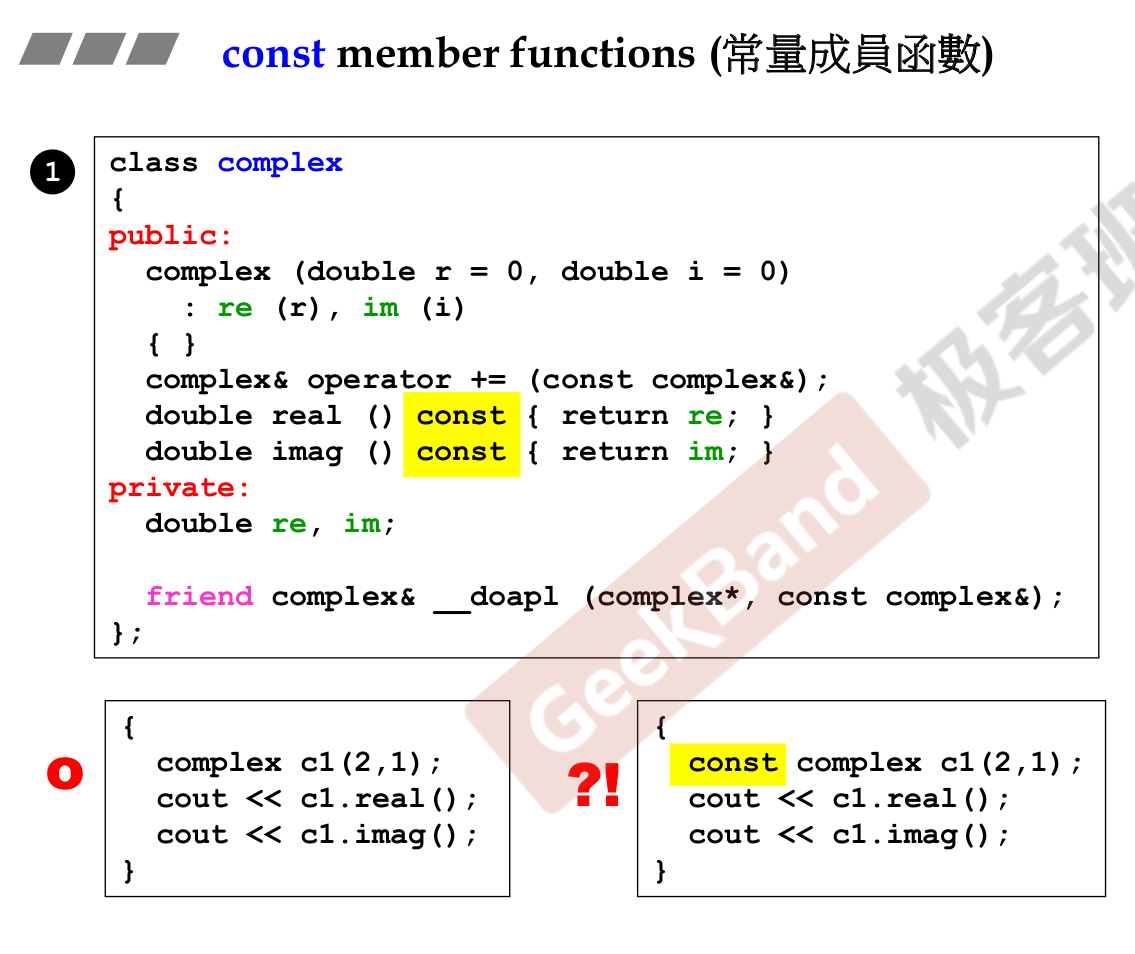 const member functions (常量成員函數)
1
class complex
{
public:
  complex (double r = 0, double i = 0)
    : re (r), im (i)
  { }
  complex& operator += (const complex&);
  double real () const { return re; }
  double imag () const { return im; }
private:
  double re, im;
  friend complex& __doapl (complex*, const complex&);
};
GeekBand 极客班
O
{
  complex c1(2,1);
  cout << c1.real();
  cout << c1.imag();
}
?!
{
  const complex c1(2,1);
  cout << c1.real();
  cout << c1.imag();
}